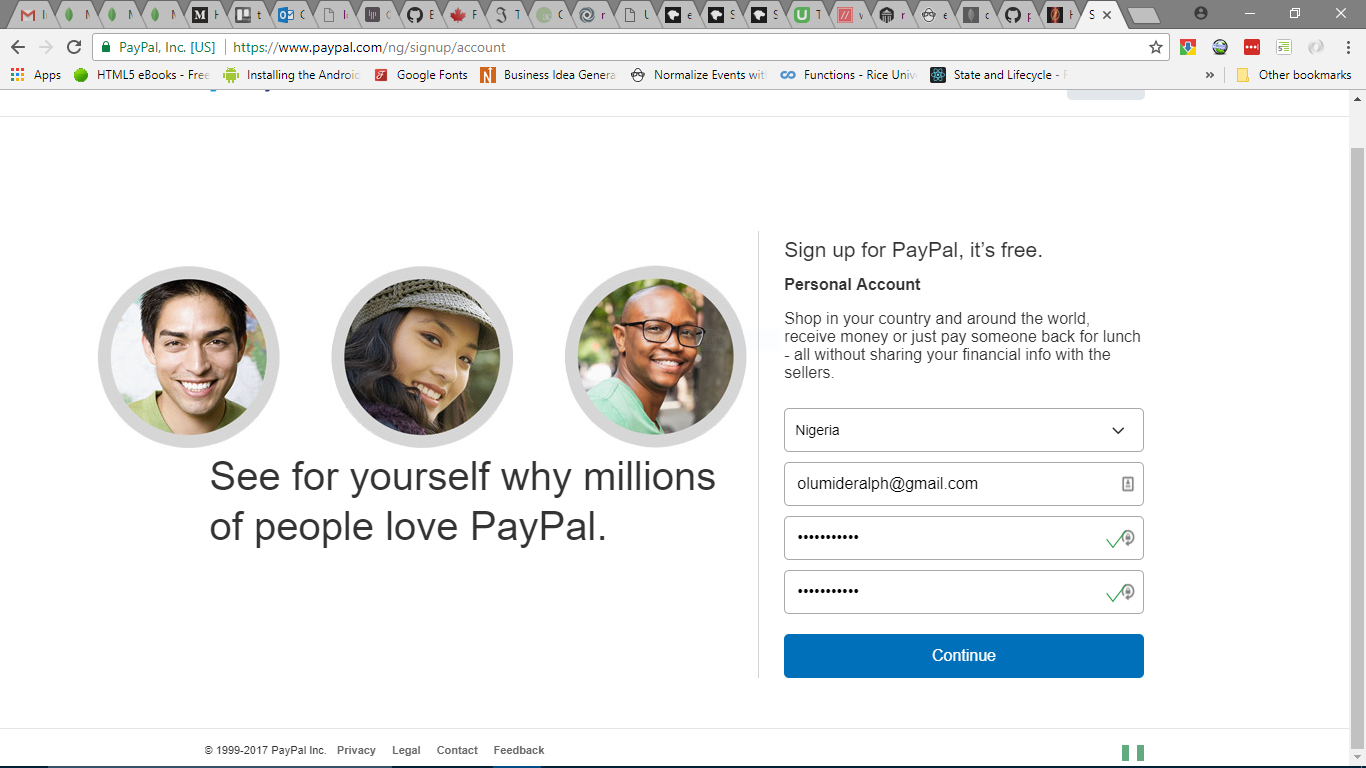 PayPal, Inc. [US]
https://www.paypal.com/ng/signup/account
Apps
HTML5 eBooks - Free
Installing the Androi
Google Fonts
Business Idea Genera
Normalize Events wit
Functions - Rice Univ
State and Lifecycle -
Other bookmarks
Sign up for PayPal, it’s free.
Personal Account
Shop in your country and around the world,
receive money or just pay someone back for lunch
- all without sharing your financial info with the
sellers.
Nigeria
olumideralph@gmail.com
Continue
See for yourself why millions
of people love PayPal.
© 1999-2017 PayPal Inc. Privacy Legal Contact Feedback